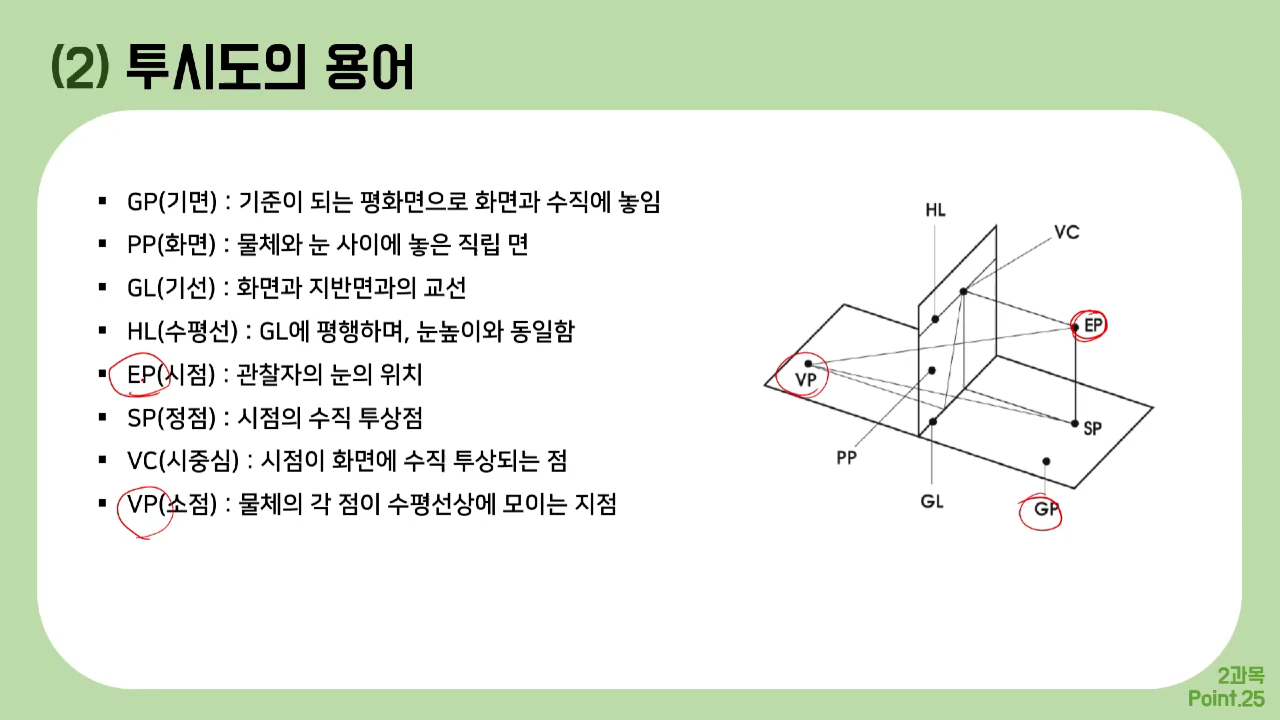 (2) 투시도의 용어
▪ GP(기면) : 기준이 되는 평화면으로 화면과 수직에 놓임
▪ PP(화면) : 물체와 눈 사이에 놓은 직립 면
▪ GL(기선) : 화면과 지반면과의 교선
▪ HL(수평선) : GL에 평행하며, 눈높이와 동일함
▪ EP(시점) : 관찰자의 눈의 위치
▪ SP(정점) : 시점의 수직 투상점
▪ VC(시중심) : 시점이 화면에 수직 투상되는 점
▪ VP(소점) : 물체의 각 점이 수평선상에 모이는 지점
HL
VC
EP
VP
SP
PP
GL
GP
2과목
Point.25